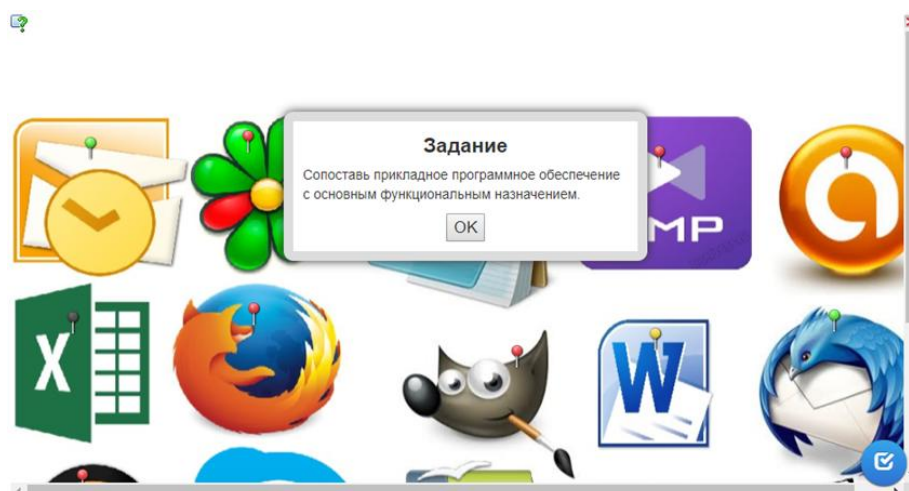 Задание
Сопоставь прикладное программное обеспечение
с основным функциональным назначением.
OK
MP
X
W